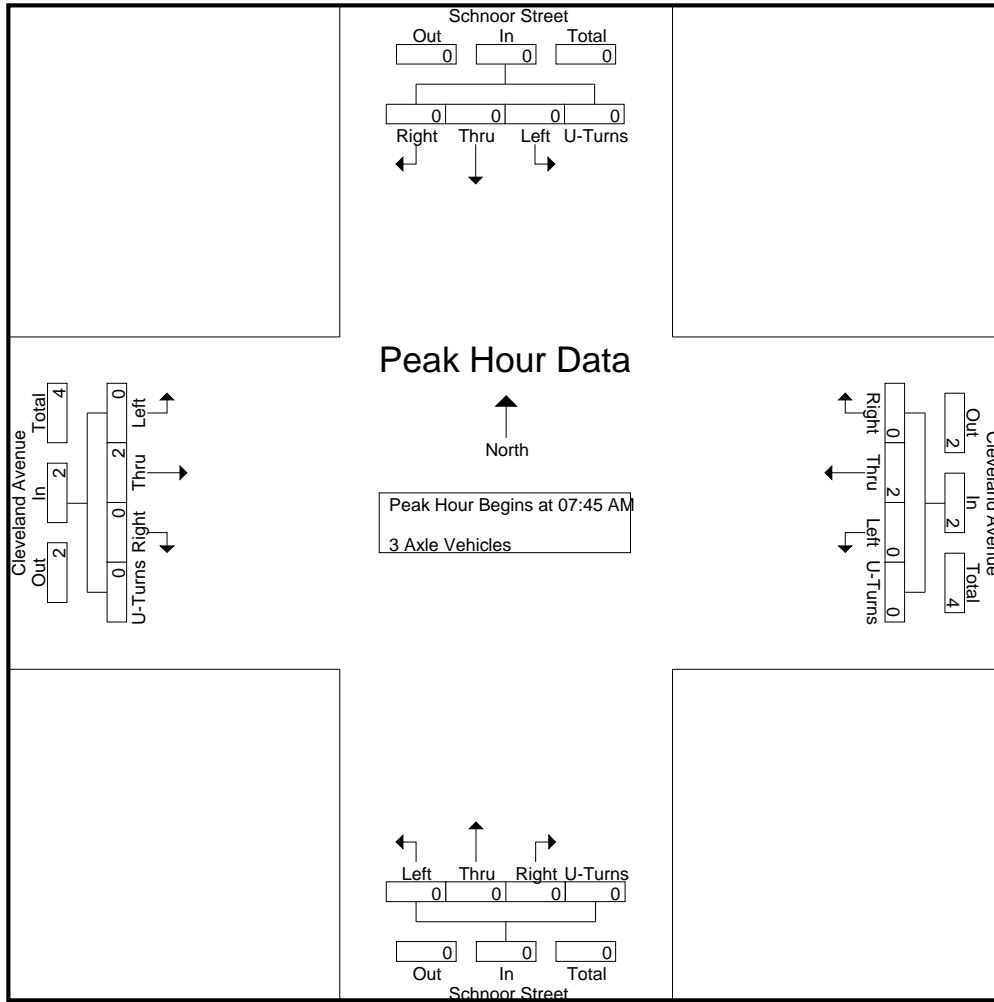 Schnoor Street
Out In Total
0 0 0
0 0 0 0
Right Thru Left U-Turns
Peak Hour Data
North
Peak Hour Begins at 07:45 AM
3 Axle Vehicles
Cleveland Avenue
Out In Total
2 2 4
0 2 0 0
Left Thru Right U-Turns
Cleveland Avenue
Out In Total
2 2 4
0 2 0 0
Right Thru Left U-Turns
Left Thru Right U-Turns
0 0 0 0
0 0 0
Out In Total
Schnoor Street